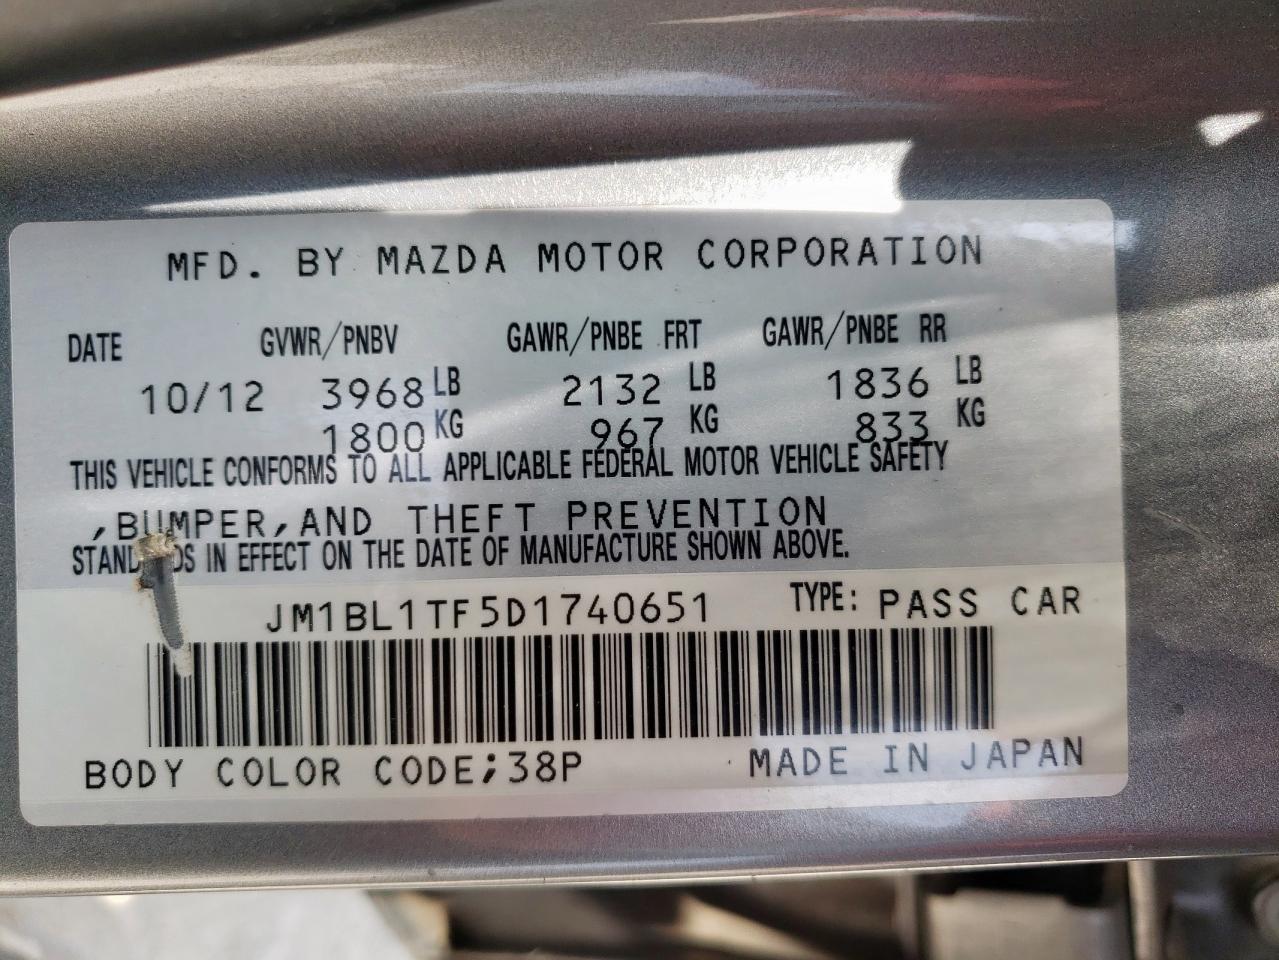 MFD. BY MAZDA MOTOR CORPORATION
DATE GVWR/PNBV GAWR/PNBE FRT GAWR/PNBE RR
10/12 3968 LB 2132 LB 1836 LB
1800 KG 967 KG 833 KG
THIS VEHICLE CONFORMS TO ALL APPLICABLE FEDERAL MOTOR VEHICLE SAFETY
,BUMPER,AND THEFT PREVENTION
IN EFFECT ON THE DATE OF MANUFACTURE SHOWN ABOVE.
JM1BL1TF5D1740651 TYPE: PASS CAR
BODY COLOR CODE;38P MADE IN JAPAN